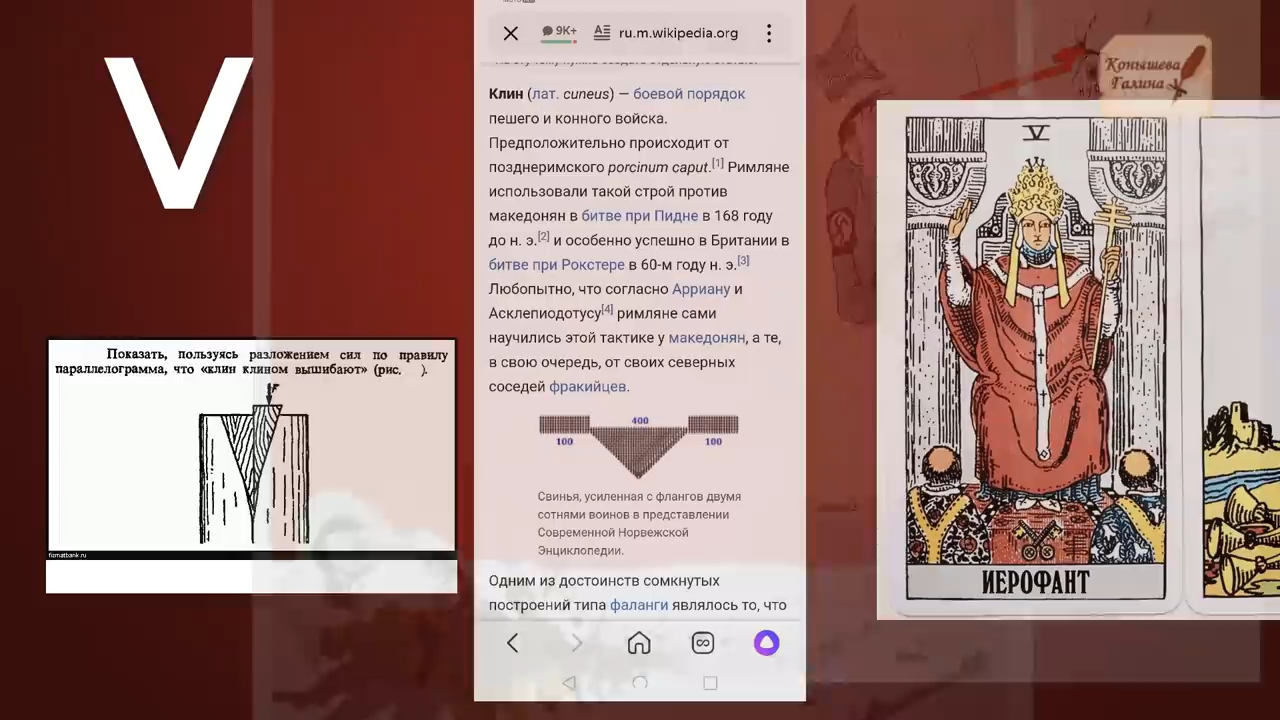 V
Показать, пользуясь разложением сил по правилу
параллелограмма, что «клин клином вышибают» (рис. ).
F
fizmatbank.ru
9K+
ru.m.wikipedia.org
Клин (лат. cuneus) — боевой порядок
пешего и конного войска.
Предположительно происходит от
позднеримского porcinum caput.[1] Римляне
использовали такой строй против
македонян в битве при Пидне в 168 году
до н. э.[2] и особенно успешно в Британии в
битве при Рокстере в 60-м году н. э.[3]
Любопытно, что согласно Арриану и
Асклепиодотусу[4] римляне сами
научились этой тактике у македонян, а те,
в свою очередь, от своих северных
соседей фракийцев.
400
100
100
Свинья, усиленная с флангов двумя
сотнями воинов в представлении
Современной Норвежской
Энциклопедии.
Одним из достоинств сомкнутых
построений типа фаланги являлось то, что
Конышева
Галина
V
ИЕРОФАНТ